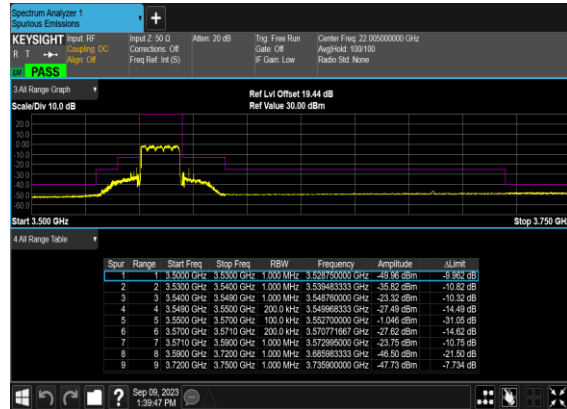 Spectrum Analyzer 1
Spurious Emissions
+
KEYSIGHT Input: RF Input Z: 50 Ω Atten: 20 dB Trig: Free Run Center Freq: 22.005000000 GHz
R T Coupling: DC Corrections: Off Gate: Off Avg|Hold: 100/100
Align: Off Freq Ref: Int (S) IF Gain: Low Radio Std: None
LW PASS
3 All Range Graph Ref Lvl Offset 19.44 dB
Scale/Div 10.0 dB Ref Value 30.00 dBm
20.0
10.0
0.00
-10.0
-20.0
-30.0
-40.0
-50.0
-60.0
Start 3.500 GHz Stop 3.750 GHz
4 All Range Table
Spur Range Start Freq Stop Freq RBW Frequency Amplitude ΔLimit
1 1 3.5000 GHz 3.5300 GHz 1.000 MHz 3.528750000 GHz -49.96 dBm -9.962 dB
2 2 3.5300 GHz 3.5400 GHz 1.000 MHz 3.539483333 GHz -35.82 dBm -10.82 dB
3 3 3.5400 GHz 3.5490 GHz 1.000 MHz 3.548760000 GHz -23.32 dBm -10.32 dB
4 4 3.5490 GHz 3.5500 GHz 200.0 kHz 3.549968333 GHz -27.49 dBm -14.49 dB
5 5 3.5500 GHz 3.5700 GHz 100.0 kHz 3.552700000 GHz -1.046 dBm -31.05 dB
6 6 3.5700 GHz 3.5710 GHz 200.0 kHz 3.570771667 GHz -27.62 dBm -14.62 dB
7 7 3.5710 GHz 3.5900 GHz 1.000 MHz 3.572995000 GHz -23.75 dBm -10.75 dB
8 8 3.5900 GHz 3.7200 GHz 1.000 MHz 3.685983333 GHz -46.50 dBm -21.50 dB
9 9 3.7200 GHz 3.7500 GHz 1.000 MHz 3.735900000 GHz -47.73 dBm -7.734 dB
? Sep 09, 2023
1:39:47 PM